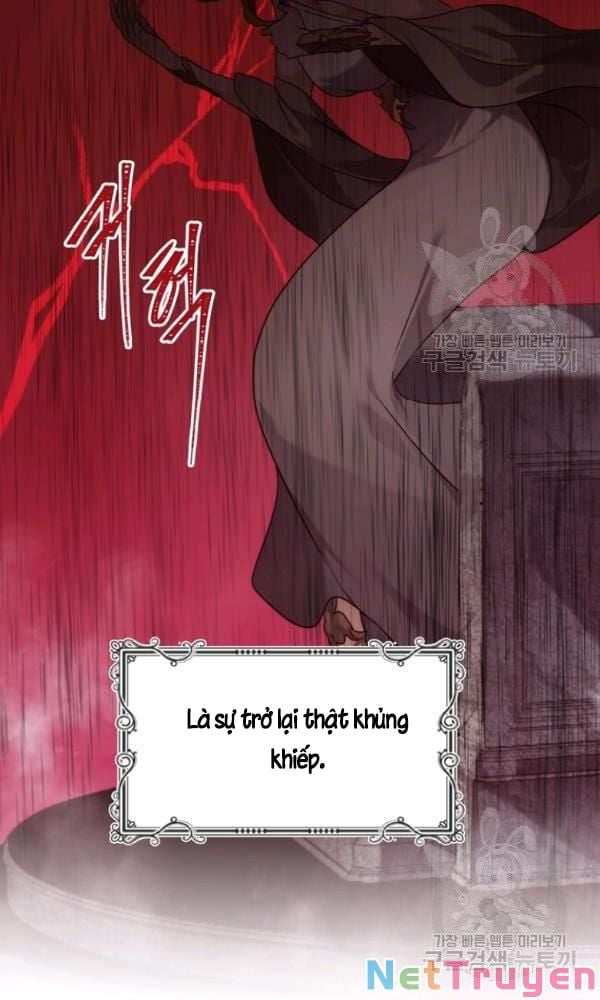 커헉
가장 빠른 웹툰 미리보기
구글검색 뉴토끼
Là sự trở lại thật khủng
khiếp.
가장 빠른 웹툰 미리보기
구글검색 뉴토끼
NetTruyen